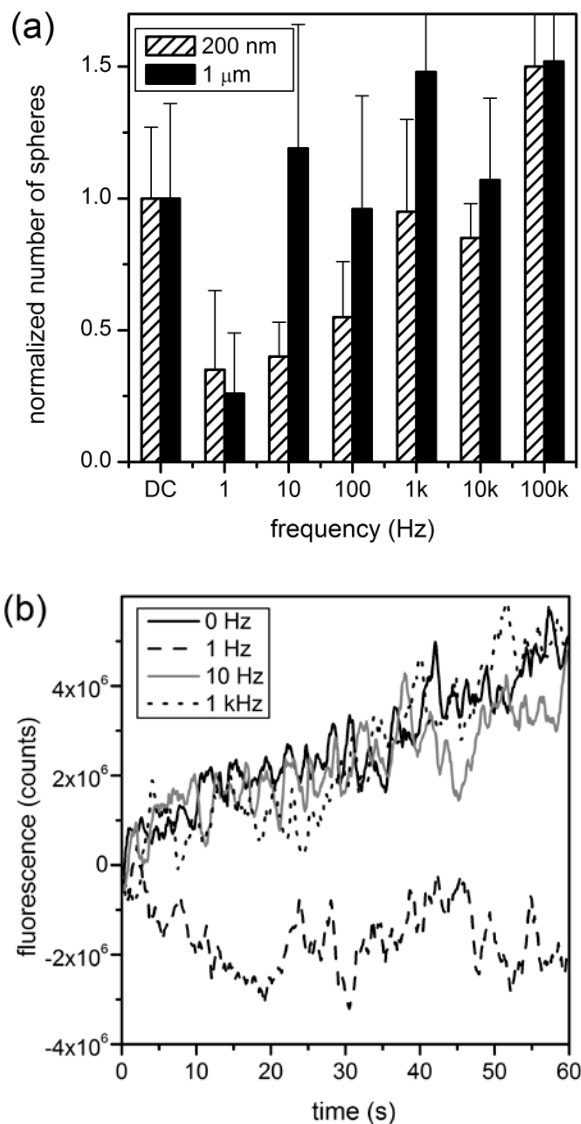 (a)
200 nm
1 μm
1.5
1.0
0.5
0.0
normalized number of spheres
DC 1 10 100 1k 10k 100k
frequency (Hz)
(b)
0 Hz
1 Hz
10 Hz
1 kHz
4x10⁶
2x10⁶
0
-2x10⁶
-4x10⁶
fluorescence (counts)
0 10 20 30 40 50 60
time (s)